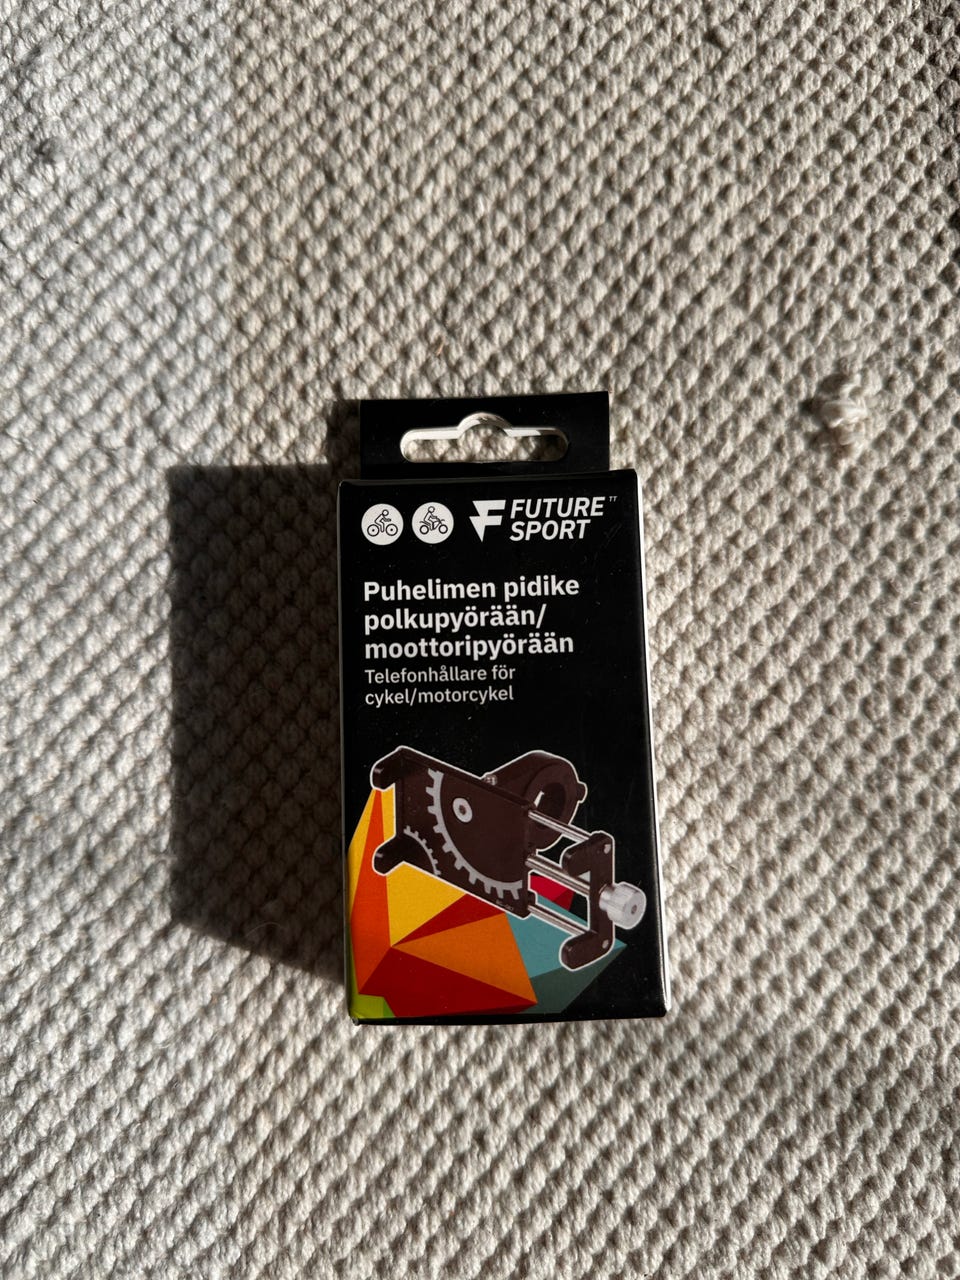 FUTURE
SPORT
Puhelimen pidike
polkupyörään/
moottoripyörään
Telefonhållare för
cykel/motorcykel